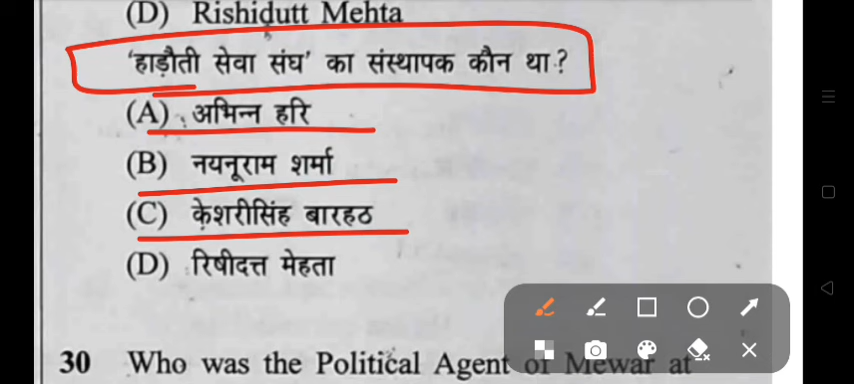 (D) Rishidutt Mehta
'हाड़ौती सेवा संघ' का संस्थापक कौन था ?
(A) अभिन्न हरि
(B) नयनूराम शर्मा
(C) केशरीसिंह बारहठ
(D) रिषीदत्त मेहता
30 Who was the Political Agent of Mewar at